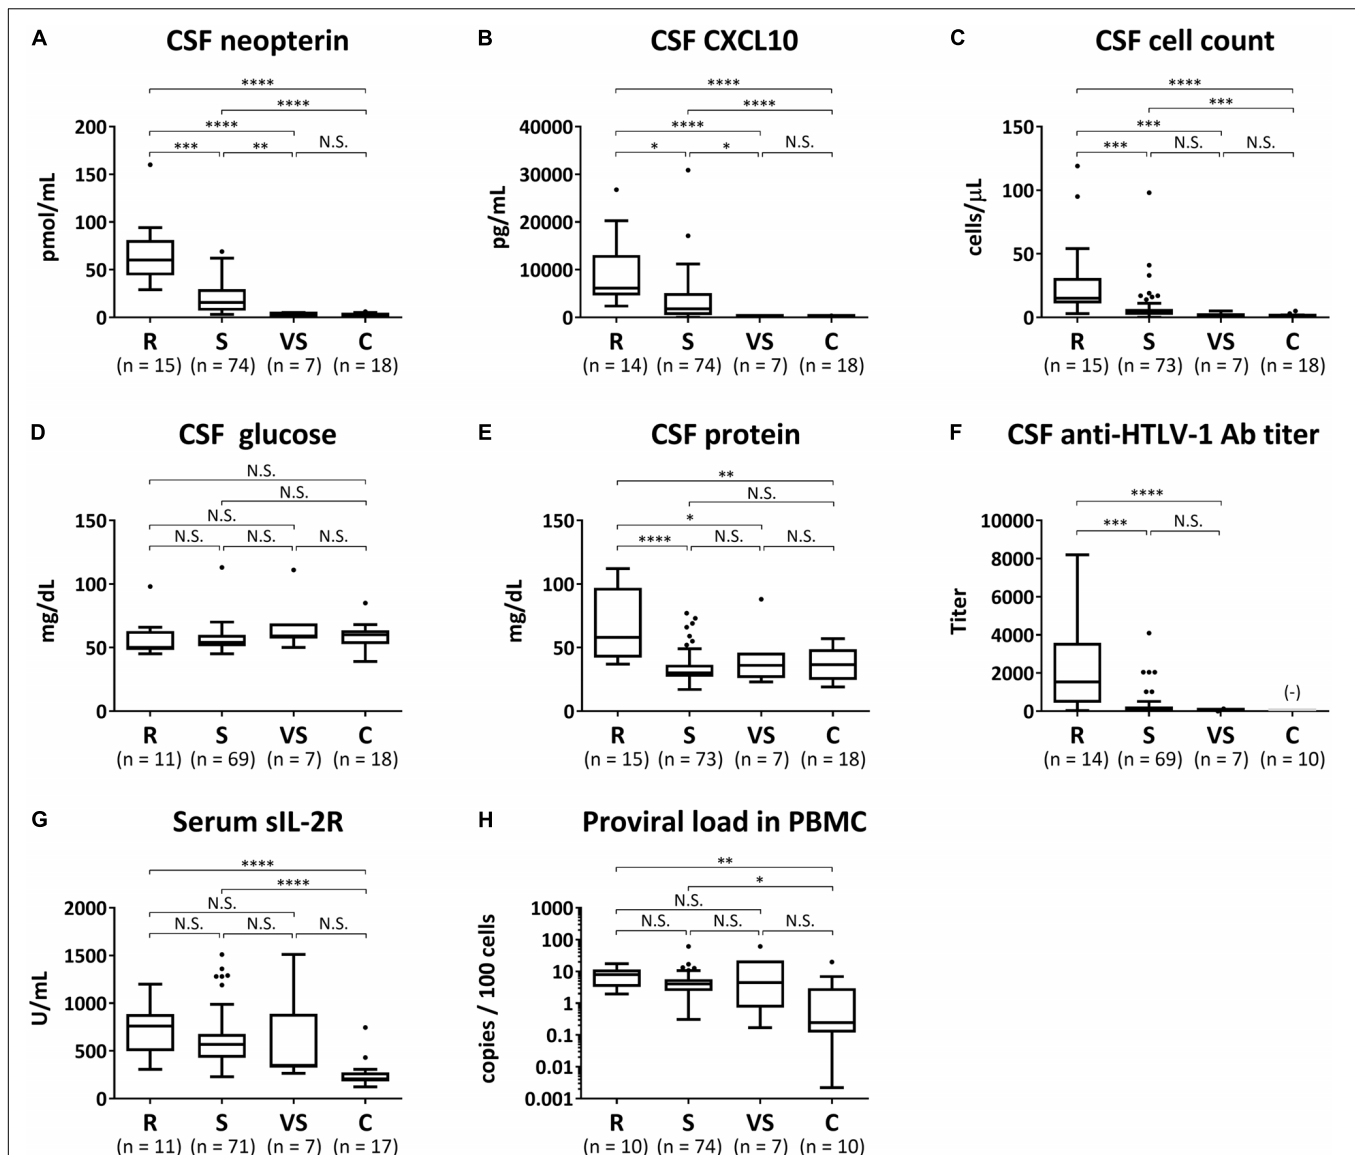 A CSF neopterin
****
****
****
*** ** N.S.
200
150
100
50
0
pmol/mL
R S VS C
(n = 15) (n = 74) (n = 7) (n = 18)
B CSF CXCL10
****
****
****
* * N.S.
40000
30000
20000
10000
0
pg/mL
R S VS C
(n = 14) (n = 74) (n = 7) (n = 18)
C CSF cell count
****
***
***
*** N.S. N.S.
150
100
50
0
cells/μL
R S VS C
(n = 15) (n = 73) (n = 7) (n = 18)
D CSF glucose
N.S.
N.S.
N.S.
N.S. N.S. N.S.
150
100
50
0
mg/dL
R S VS C
(n = 11) (n = 69) (n = 7) (n = 18)
E CSF protein
**
N.S.
*
**** N.S. N.S.
150
100
50
0
mg/dL
R S VS C
(n = 15) (n = 73) (n = 7) (n = 18)
F CSF anti-HTLV-1 Ab titer
****
*** N.S.
10000
8000
6000
4000
2000
0
Titer
(-)
R S VS C
(n = 14) (n = 69) (n = 7) (n = 10)
G Serum sIL-2R
****
****
N.S.
N.S. N.S. N.S.
2000
1500
1000
500
0
U/mL
R S VS C
(n = 11) (n = 71) (n = 7) (n = 17)
H Proviral load in PBMC
**
*
N.S.
N.S. N.S. N.S.
1000
100
10
1
0.1
0.01
0.001
copies / 100 cells
R S VS C
(n = 10) (n = 74) (n = 7) (n = 10)